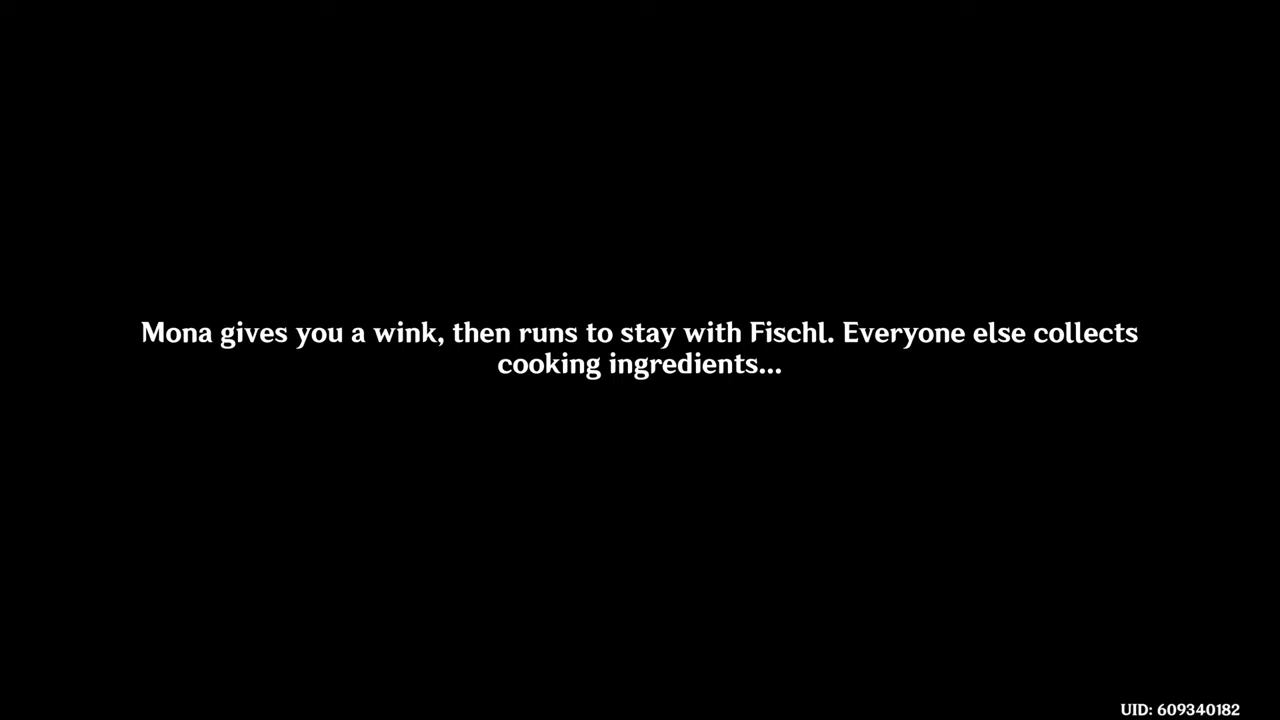 Mona gives you a wink, then runs to stay with Fischl. Everyone else collects
cooking ingredients...
UID: 609340182